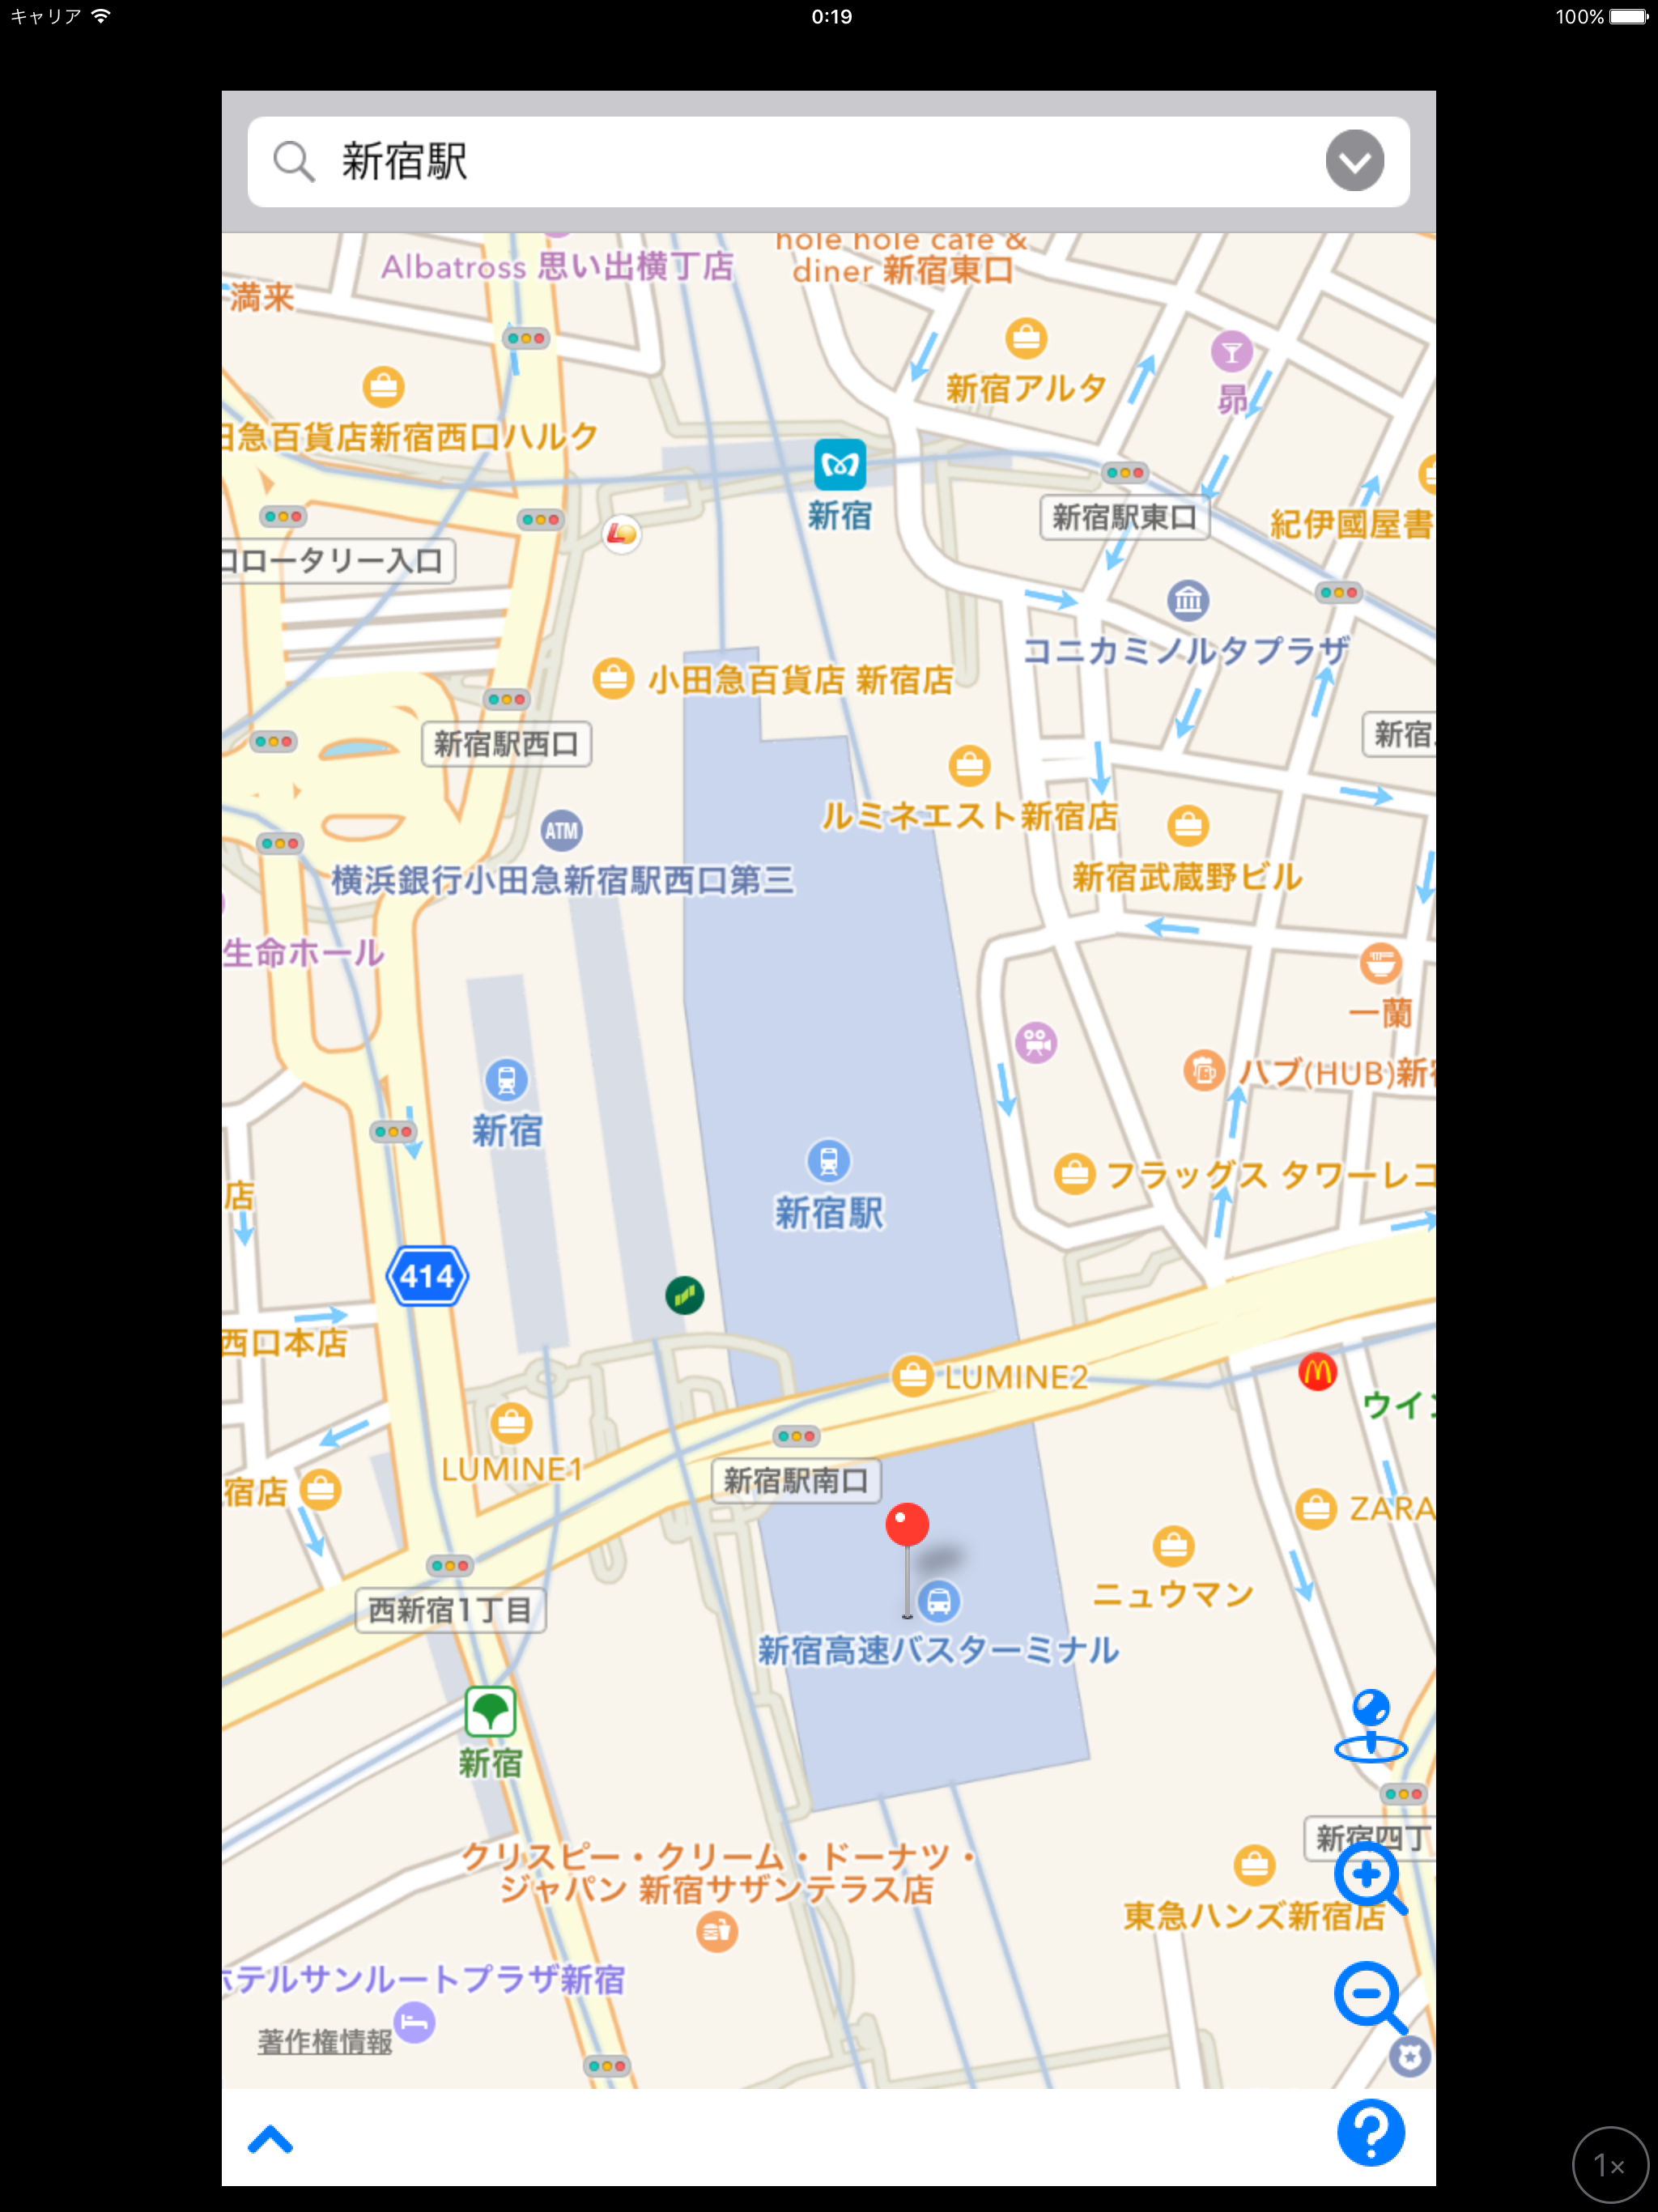 キャリア
0:19
100%
新宿駅
hole hole cafe &
diner 新宿東口
Albatross 思い出横丁店
満来
新宿アルタ
昴
田急百貨店新宿西口ハルク
新宿
新宿駅東口
紀伊國屋書
口ロータリー入口
コニカミノルタプラザ
小田急百貨店 新宿店
新宿駅西口
新宿
ルミネエスト新宿店
ATM
横浜銀行小田急新宿駅西口第三
新宿武蔵野ビル
生命ホール
一蘭
ハブ(HUB)新宿
新宿
フラッグス タワーレコ
店
新宿駅
414
西口本店
LUMINE2
ウイン
LUMINE1
新宿駅南口
宿店
ZARA
西新宿1丁目
ニュウマン
新宿高速バスターミナル
新宿
新宿四丁
クリスピー・クリーム・ドーナツ・
ジャパン 新宿サザンテラス店
東急ハンズ新宿店
ホテルサンルートプラザ新宿
著作権情報
1×